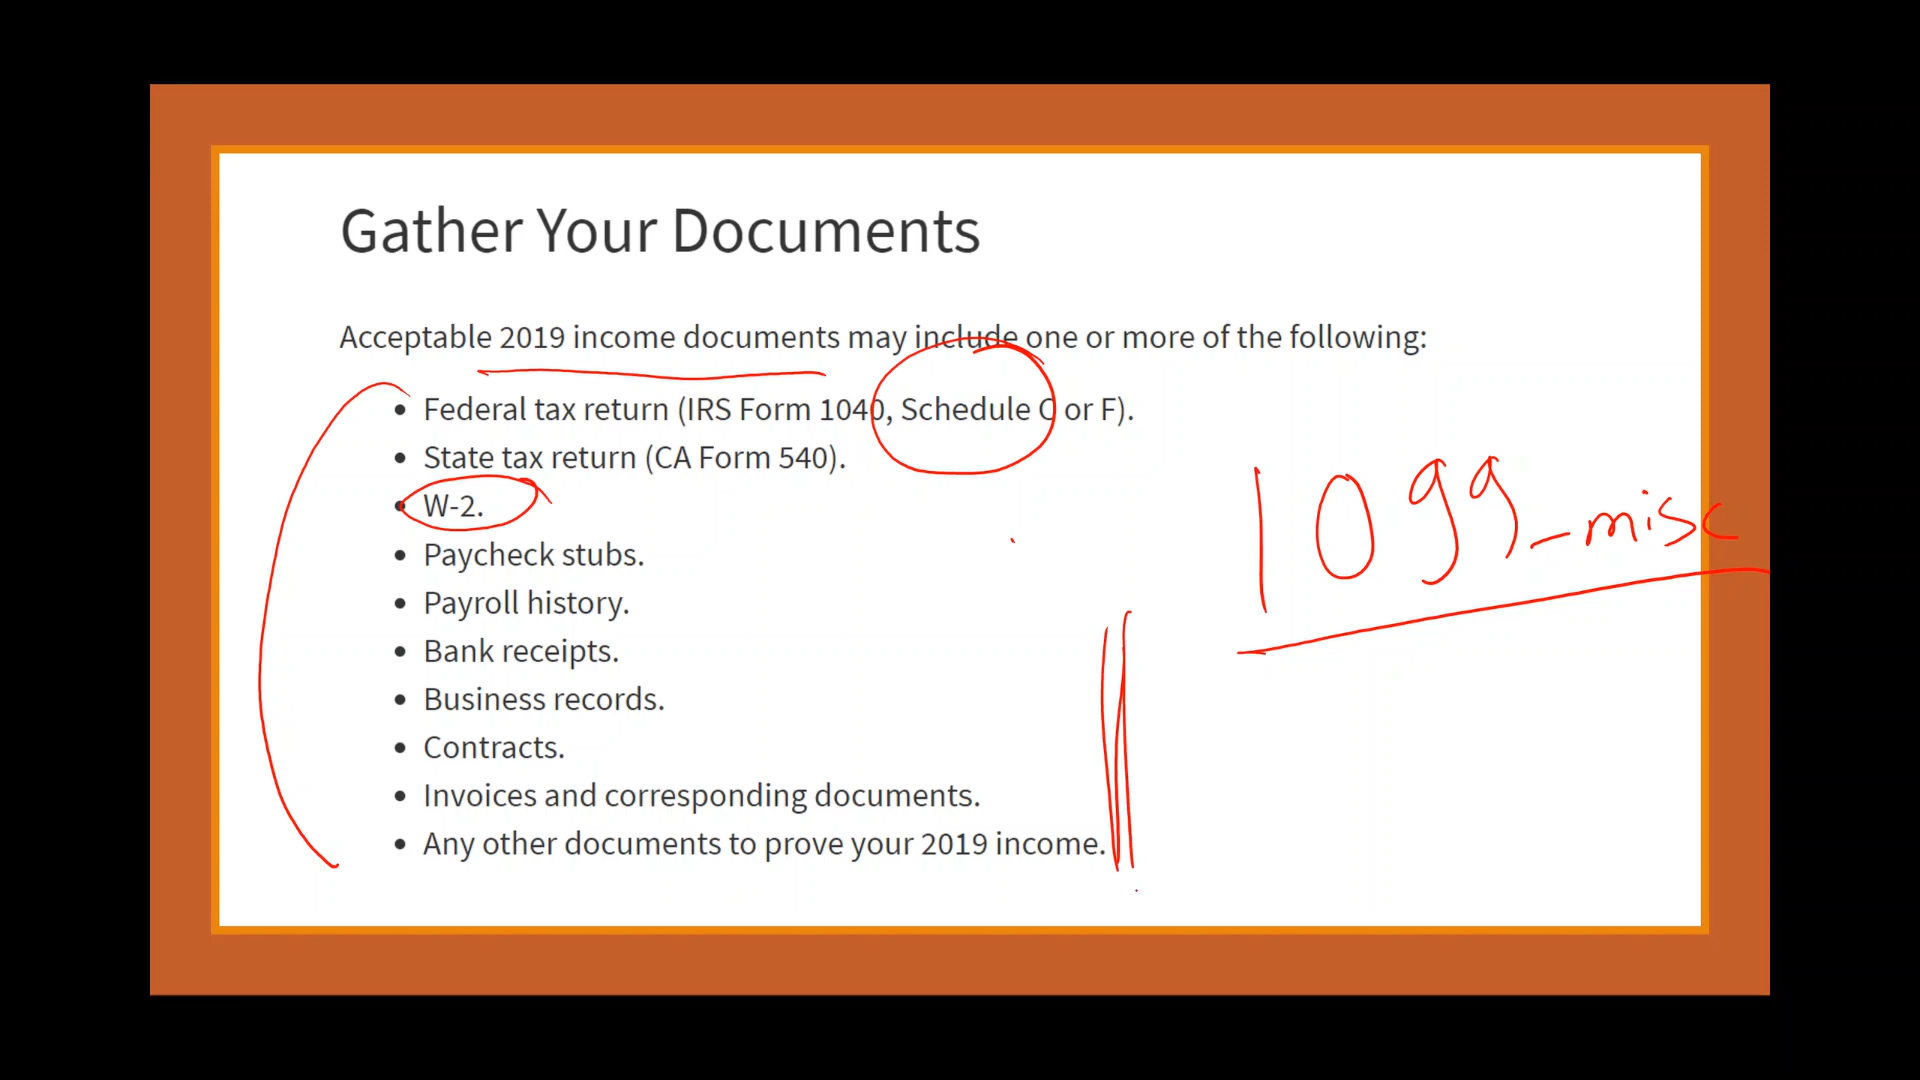 Gather Your Documents
Acceptable 2019 income documents may include one or more of the following:
• Federal tax return (IRS Form 1040, Schedule C or F).
• State tax return (CA Form 540).
• W-2.
• Paycheck stubs.
• Payroll history.
• Bank receipts.
• Business records.
• Contracts.
• Invoices and corresponding documents.
• Any other documents to prove your 2019 income.
1099-misc